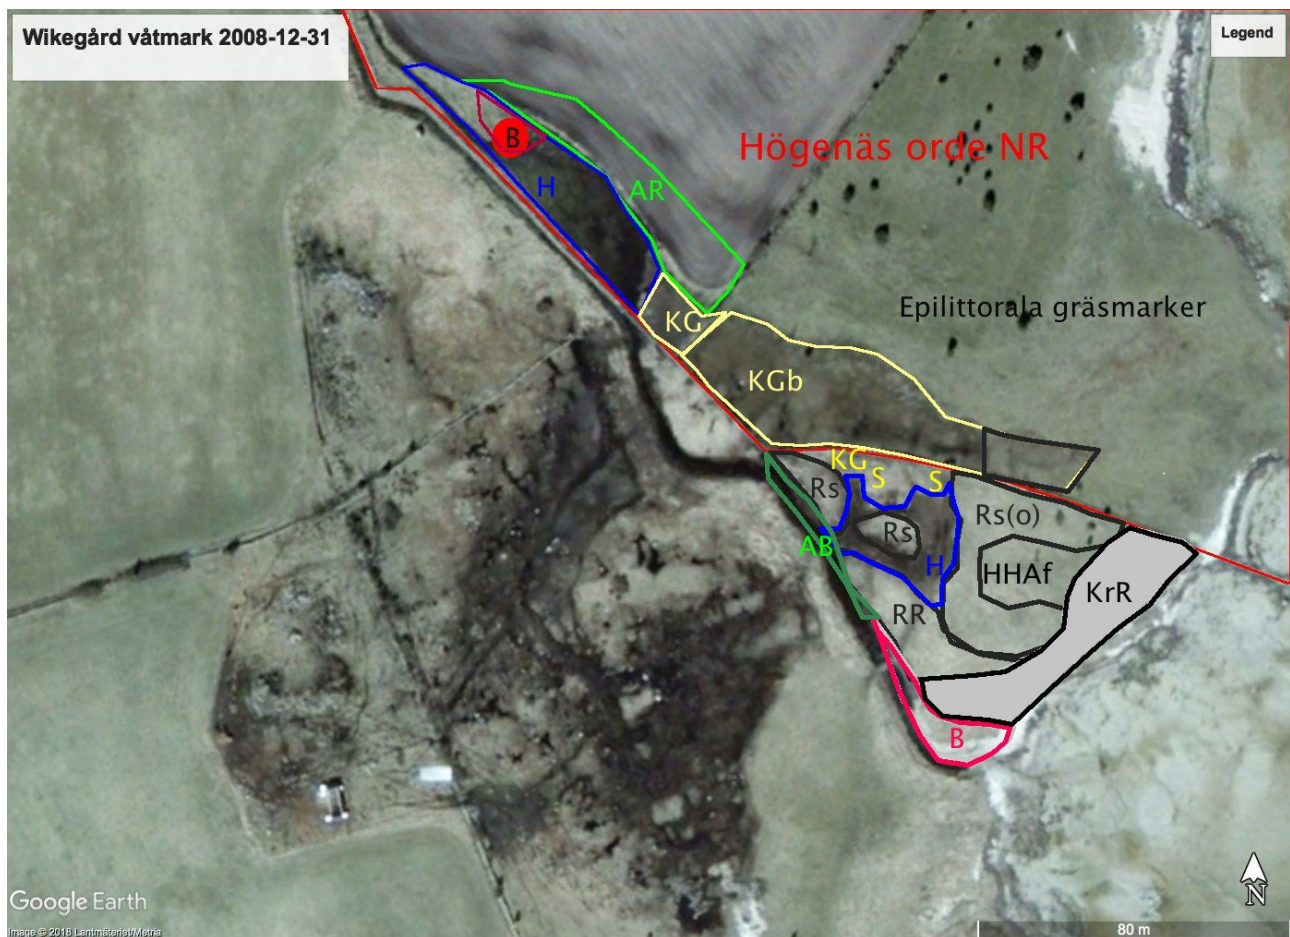 Wikegård våtmark 2008-12-31
Legend
B
Högenäs orde NR
H
AR
Epilittorala gräsmarker
KG
KGb
KG
S
S
Rs
Rs(o)
Rs
AB
H
HHAf
KrR
RR
B
Google Earth
N
Image © 2018 Lantmäteriet/Metria
80 m